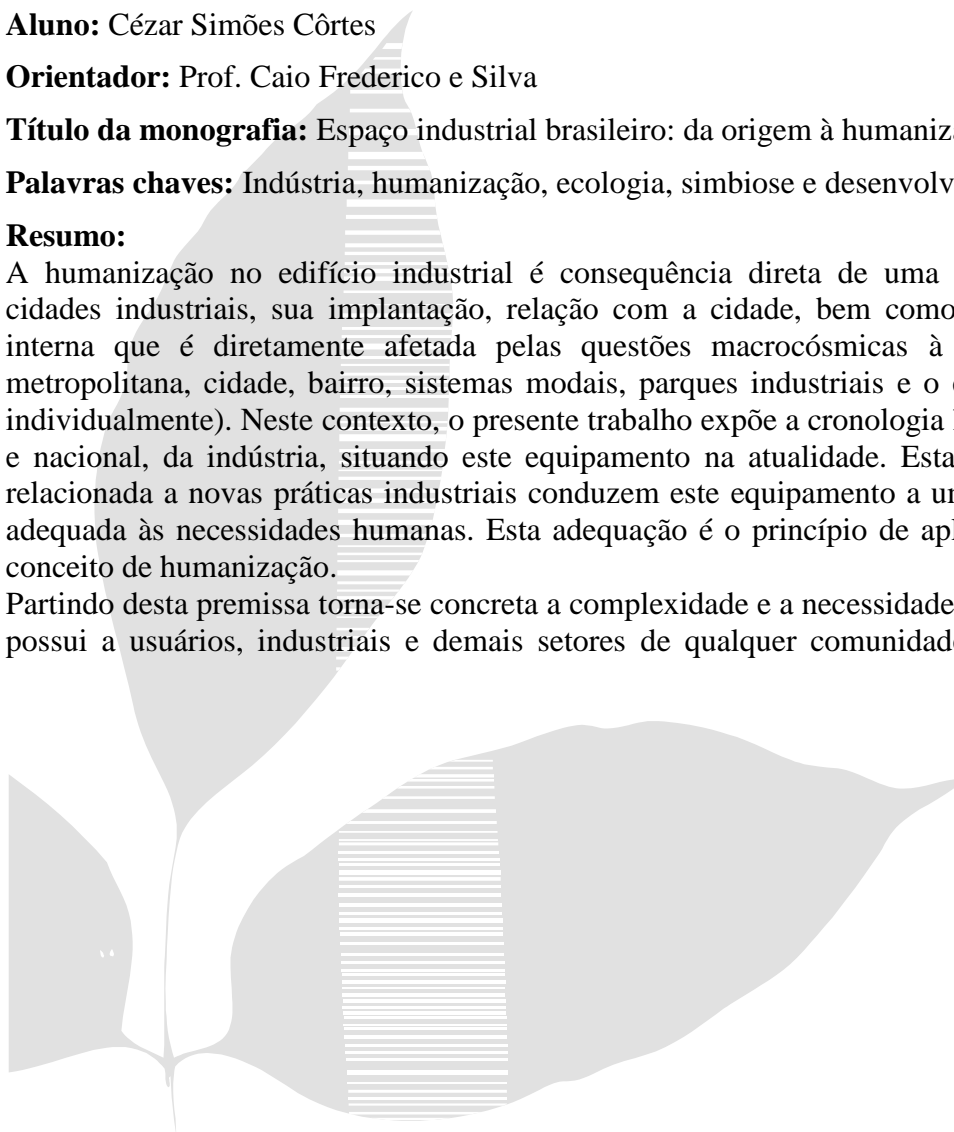 Aluno: Cézar Simões Côrtes
Orientador: Prof. Caio Frederico e Silva
Título da monografia: Espaço industrial brasileiro: da origem à
Palavras chaves: Indústria, humanização, ecologia, simbiose e
Resumo:
A humanização no edifício industrial é consequência direta de uma
cidades industriais, sua implantação, relação com a cidade, bem como
interna que é diretamente afetada pelas questões macrocósmicas à
metropolitana, cidade, bairro, sistemas modais, parques industriais e o
individualmente). Neste contexto, o presente trabalho expõe a cronologia
e nacional, da indústria, situando este equipamento na atualidade. Esta
relacionada a novas práticas industriais conduzem este equipamento a
adequada às necessidades humanas. Esta adequação é o princípio de
conceito de humanização.
Partindo desta premissa torna-se concreta a complexidade e a necessidade
possui a usuários, industriais e demais setores de qualquer